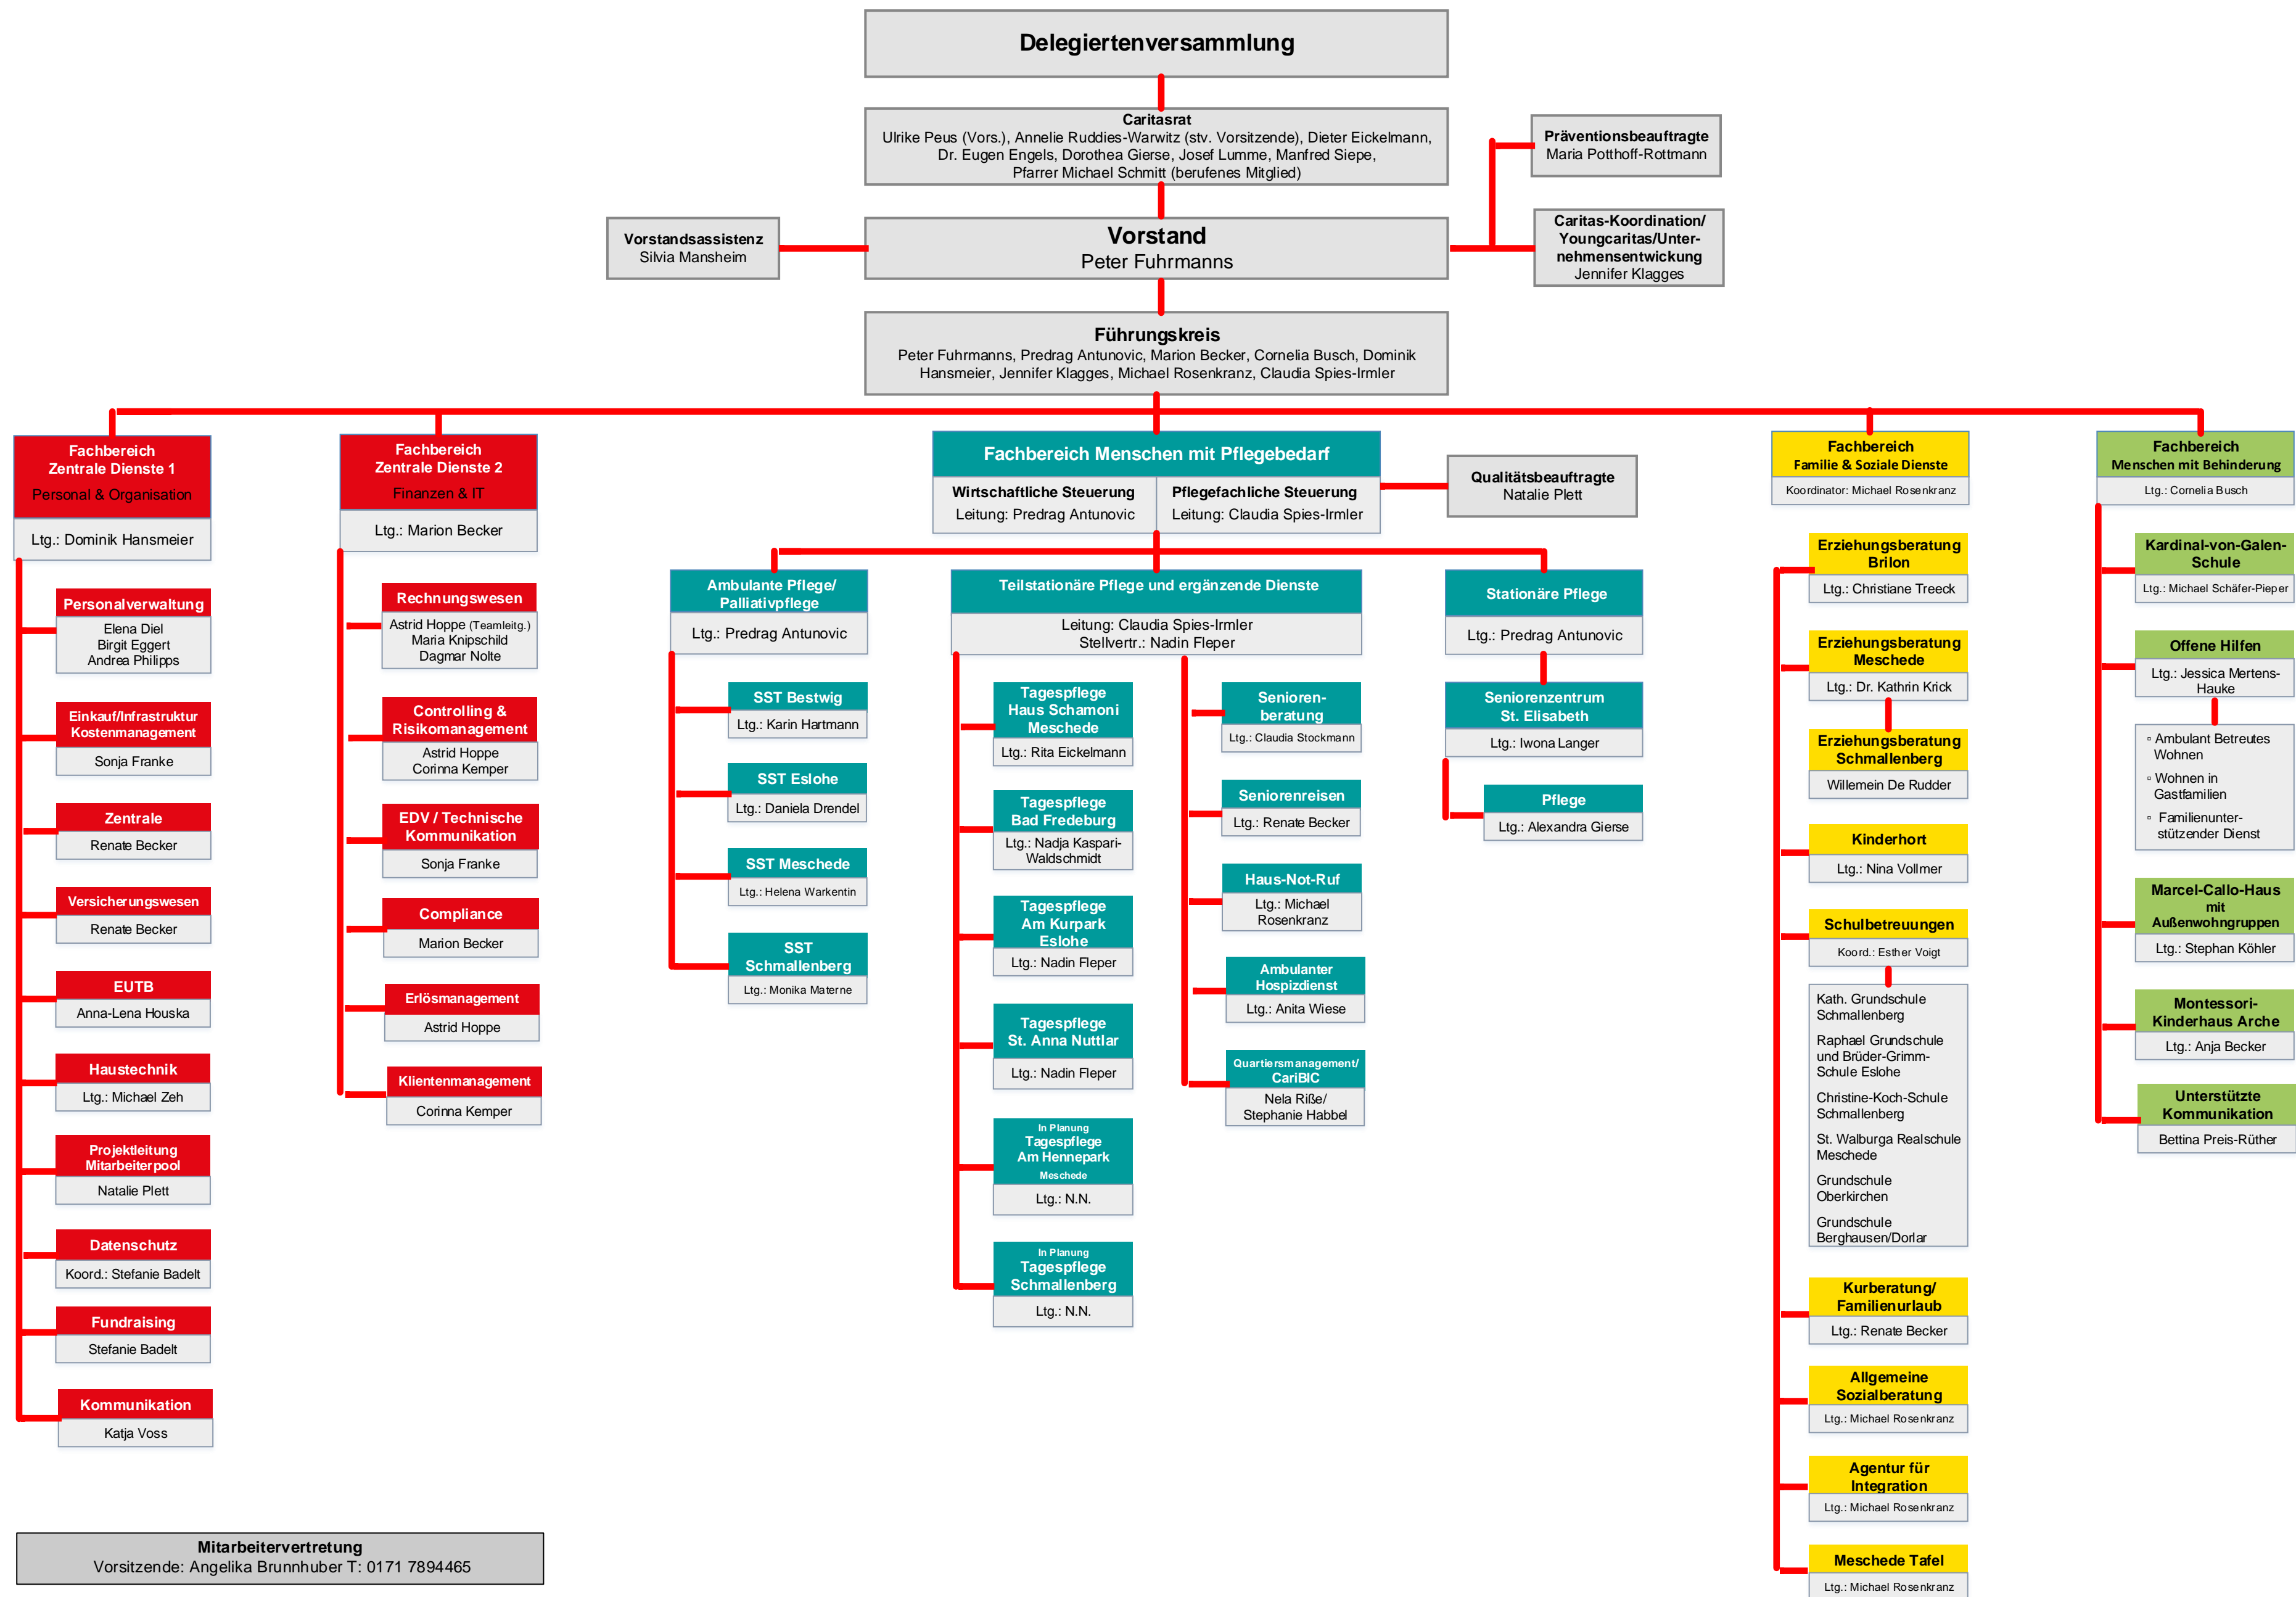 Delegiertenversammlung
Caritasrat
Ulrike Peus (Vors.), Annelie Ruddies-Warwitz (stv. Vorsitzende), Dieter Eickelmann,
Dr. Eugen Engels, Dorothea Gierse, Josef Lumme, Manfred Siepe,
Pfarrer Michael Schmitt (berufenes Mitglied)
Präventionsbeauftragte
Maria Potthoff-Rottmann
Vorstandsassistenz
Silvia Mansheim
Vorstand
Peter Fuhrmanns
Caritas-Koordination/
Youngcaritas/Unter-
nehmensentwickung
Jennifer Klagges
Führungskreis
Peter Fuhrmanns, Predrag Antunovic, Marion Becker, Cornelia Busch, Dominik
Hansmeier, Jennifer Klagges, Michael Rosenkranz, Claudia Spies-Irmler
Fachbereich
Zentrale Dienste 1
Personal & Organisation
Ltg.: Dominik Hansmeier
Personalverwaltung
Elena Diel
Birgit Eggert
Andrea Philipps
Einkauf/Infrastruktur
Kostenmanagement
Sonja Franke
Zentrale
Renate Becker
Versicherungswesen
Renate Becker
EUTB
Anna-Lena Houska
Haustechnik
Ltg.: Michael Zeh
Projektleitung
Mitarbeiterpool
Natalie Plett
Datenschutz
Koord.: Stefanie Badelt
Fundraising
Stefanie Badelt
Kommunikation
Katja Voss
Fachbereich
Zentrale Dienste 2
Finanzen & IT
Ltg.: Marion Becker
Rechnungswesen
Astrid Hoppe (Teamleitg.)
Maria Knipschild
Dagmar Nolte
Controlling &
Risikomanagement
Astrid Hoppe
Corinna Kemper
EDV / Technische
Kommunikation
Sonja Franke
Compliance
Marion Becker
Erlösmanagement
Astrid Hoppe
Klientenmanagement
Corinna Kemper
Fachbereich Menschen mit Pflegebedarf
Wirtschaftliche Steuerung
Leitung: Predrag Antunovic
Pflegefachliche Steuerung
Leitung: Claudia Spies-Irmler
Qualitätsbeauftragte
Natalie Plett
Ambulante Pflege/
Palliativpflege
Ltg.: Predrag Antunovic
SST Bestwig
Ltg.: Karin Hartmann
SST Eslohe
Ltg.: Daniela Drendel
SST Meschede
Ltg.: Helena Warkentin
SST
Schmallenberg
Ltg.: Monika Materne
Teilstationäre Pflege und ergänzende Dienste
Leitung: Claudia Spies-Irmler
Stellvertr.: Nadin Fleper
Tagespflege
Haus Schamoni
Meschede
Ltg.: Rita Eickelmann
Tagespflege
Bad Fredeburg
Ltg.: Nadja Kaspari-
Waldschmidt
Tagespflege
Am Kurpark
Eslohe
Ltg.: Nadin Fleper
Tagespflege
St. Anna Nuttlar
Ltg.: Nadin Fleper
In Planung
Tagespflege
Am Hennepark
Meschede
Ltg.: N.N.
In Planung
Tagespflege
Schmallenberg
Ltg.: N.N.
Senioren-
beratung
Ltg.: Claudia Stockmann
Seniorenreisen
Ltg.: Renate Becker
Haus-Not-Ruf
Ltg.: Michael
Rosenkranz
Ambulanter
Hospizdienst
Ltg.: Anita Wiese
Quartiersmanagement/
CariBIC
Nela Riße/
Stephanie Habbel
Stationäre Pflege
Ltg.: Predrag Antunovic
Seniorenzentrum
St. Elisabeth
Ltg.: Iwona Langer
Pflege
Ltg.: Alexandra Gierse
Fachbereich
Familie & Soziale Dienste
Koordinator: Michael Rosenkranz
Erziehungsberatung
Brilon
Ltg.: Christiane Treeck
Erziehungsberatung
Meschede
Ltg.: Dr. Kathrin Krick
Erziehungsberatung
Schmallenberg
Willemein De Rudder
Kinderhort
Ltg.: Nina Vollmer
Schulbetreuungen
Koord.: Esther Voigt
Kath. Grundschule
Schmallenberg
Raphael Grundschule
und Brüder-Grimm-
Schule Eslohe
Christine-Koch-Schule
Schmallenberg
St. Walburga Realschule
Meschede
Grundschule
Oberkirchen
Grundschule
Berghausen/Dorlar
Kurberatung/
Familienurlaub
Ltg.: Renate Becker
Allgemeine
Sozialberatung
Ltg.: Michael Rosenkranz
Agentur für
Integration
Ltg.: Michael Rosenkranz
Meschede Tafel
Ltg.: Michael Rosenkranz
Fachbereich
Menschen mit Behinderung
Ltg.: Cornelia Busch
Kardinal-von-Galen-
Schule
Ltg.: Michael Schäfer-Pieper
Offene Hilfen
Ltg.: Jessica Mertens-
Hauke
▫ Ambulant Betreutes
Wohnen
▫ Wohnen in
Gastfamilien
▫ Familienunter-
stützender Dienst
Marcel-Callo-Haus
mit
Außenwohngruppen
Ltg.: Stephan Köhler
Montessori-
Kinderhaus Arche
Ltg.: Anja Becker
Unterstützte
Kommunikation
Bettina Preis-Rüther
Mitarbeitervertretung
Vorsitzende: Angelika Brunnhuber T: 0171 7894465